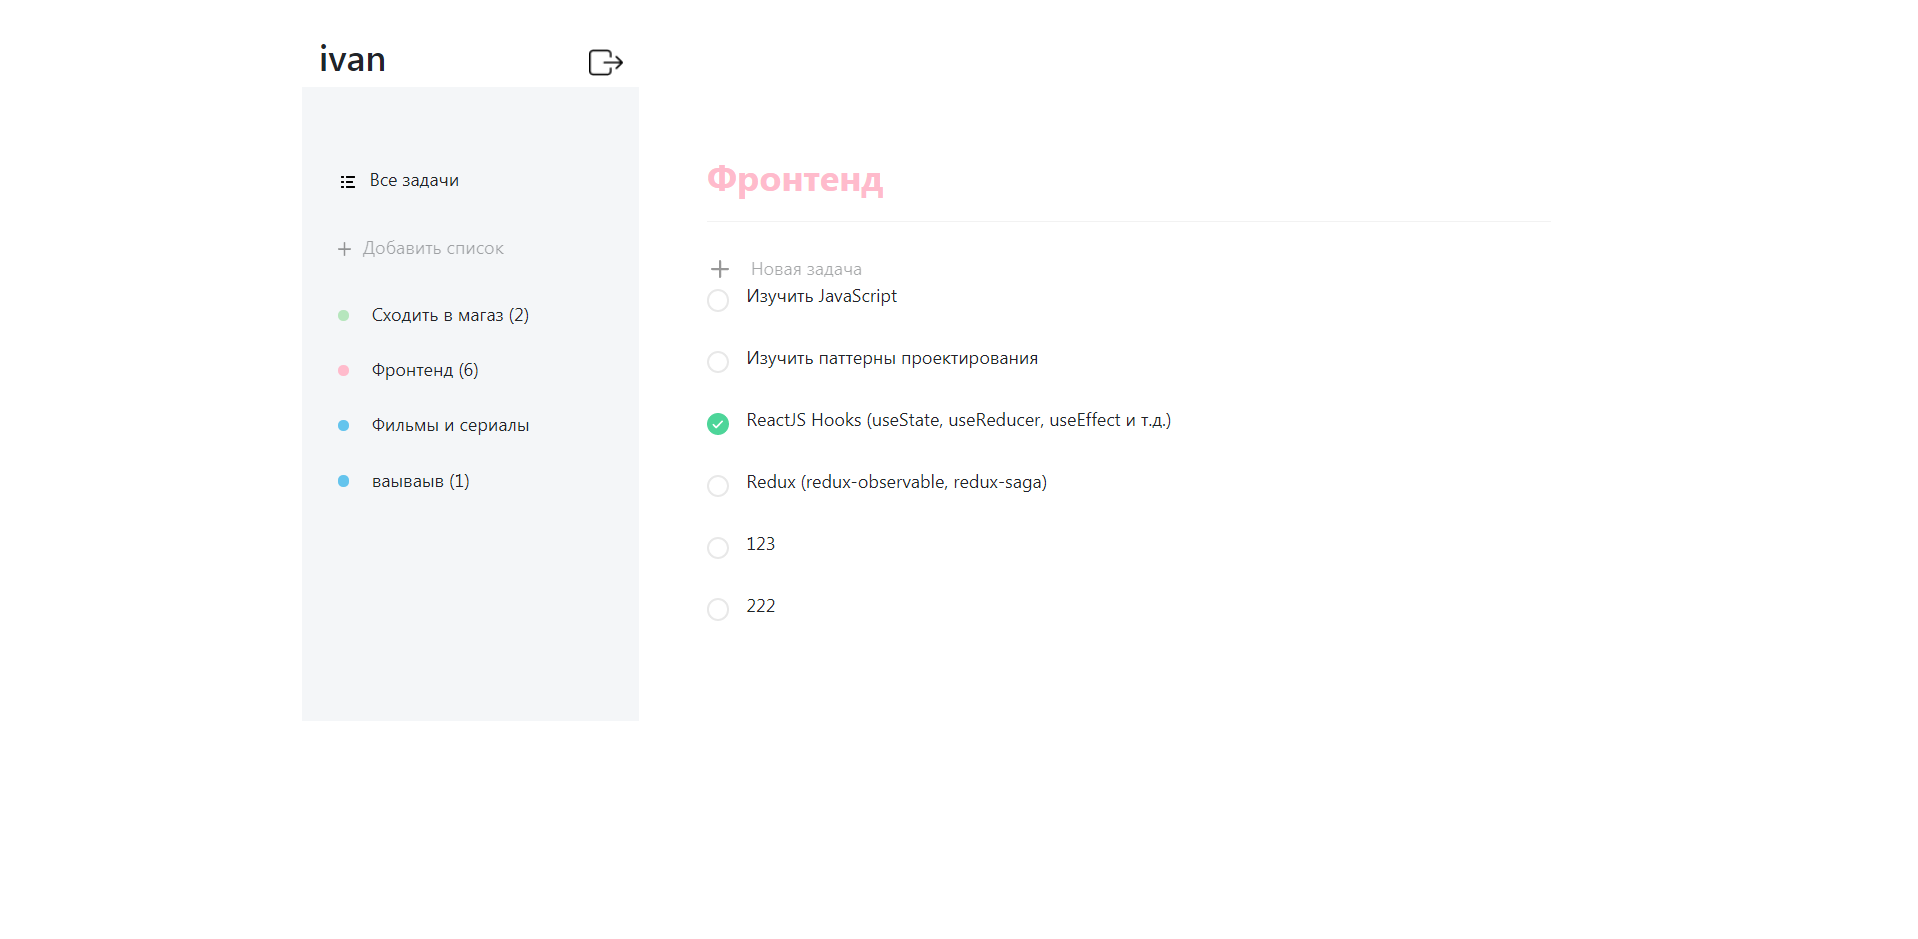 ivan
Все задачи
Добавить список
Сходить в магаз (2)
Фронтенд (6)
Фильмы и сериалы
ваываыв (1)
Фронтенд
Новая задача
Изучить JavaScript
Изучить паттерны проектирования
ReactJS Hooks (useState, useReducer, useEffect и т.д.)
Redux (redux-observable, redux-saga)
123
222